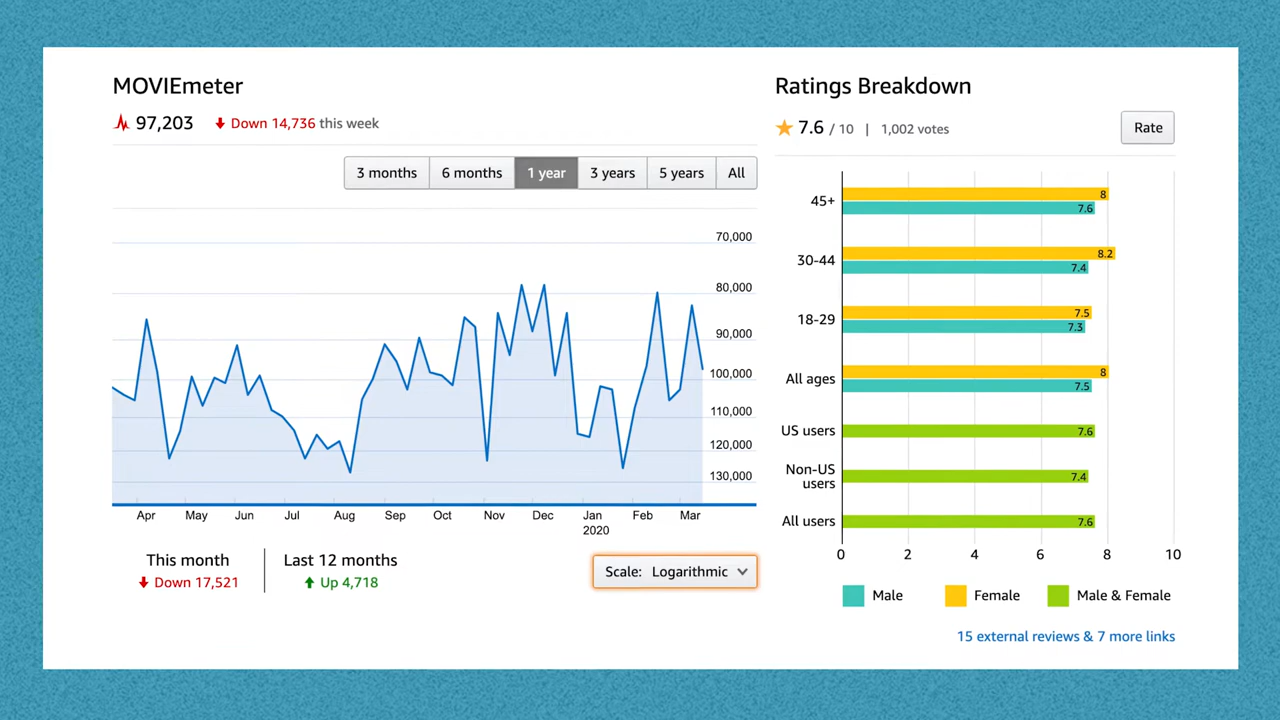 MOVIEmeter
97,203 Down 14,736 this week
3 months 6 months 1 year 3 years 5 years All
70,000
80,000
90,000
100,000
110,000
120,000
130,000
Apr May Jun Jul Aug Sep Oct Nov Dec Jan Feb Mar
2020
This month Last 12 months
Down 17,521 Up 4,718
Scale: Logarithmic
Ratings Breakdown
7.6 / 10 | 1,002 votes Rate
45+ 8
7.6
30-44 8.2
7.4
18-29 7.5
7.3
All ages 8
7.5
US users 7.6
Non-US
users 7.4
All users 7.6
0 2 4 6 8 10
Male Female Male & Female
15 external reviews & 7 more links